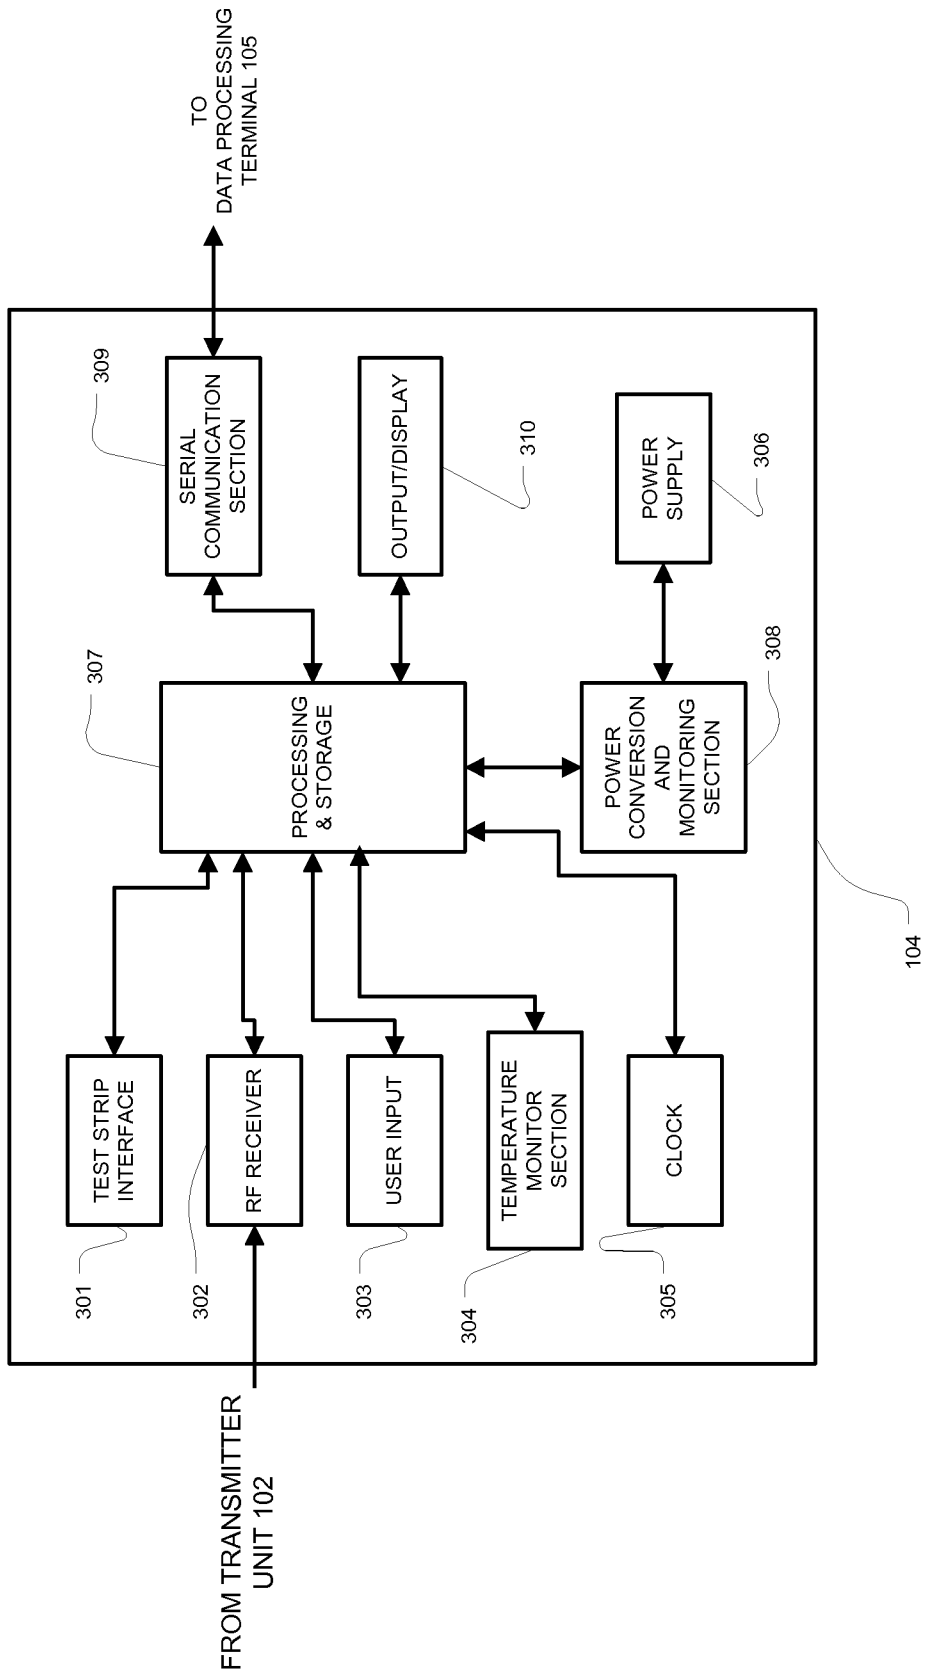 TO
DATA PROCESSING
TERMINAL 105
309
SERIAL
COMMUNICATION
SECTION
OUTPUT/DISPLAY
310
POWER
SUPPLY
306
307
PROCESSING
& STORAGE
POWER
CONVERSION
AND
MONITORING
SECTION
308
104
TEST STRIP
INTERFACE
301
RF RECEIVER
302
USER INPUT
303
TEMPERATURE
MONITOR
SECTION
304
CLOCK
305
FROM TRANSMITTER
UNIT 102